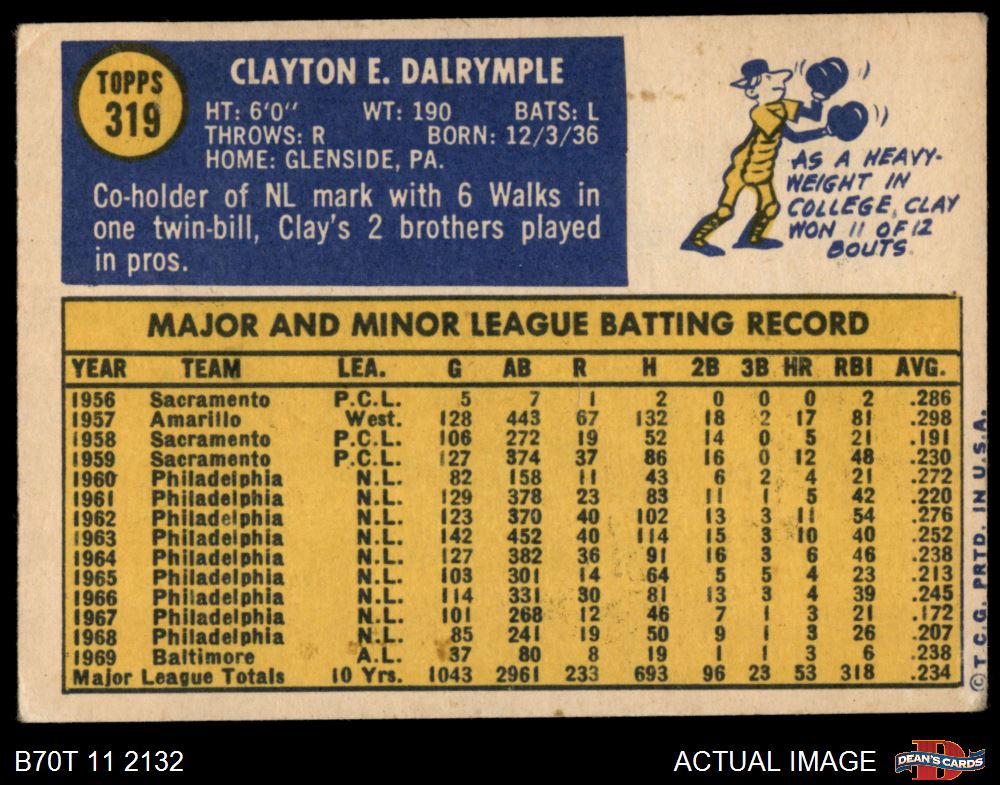 TOPPS
319
CLAYTON E. DALRYMPLE
HT: 6'0" WT: 190 BATS: L
THROWS: R BORN: 12/3/36
HOME: GLENSIDE, PA.
Co-holder of NL mark with 6 Walks in
one twin-bill, Clay's 2 brothers played
in pros.
AS A HEAVY-
WEIGHT IN
COLLEGE, CLAY
WON 11 OF 12
BOUTS.
MAJOR AND MINOR LEAGUE BATTING RECORD
YEAR TEAM LEA. G AB R H 2B 3B HR RBI AVG.
1956 Sacramento P.C.L. 5 7 1 2 0 0 0 2 .286
1957 Amarillo West. 128 443 67 132 18 2 17 81 .298
1958 Sacramento P.C.L. 106 272 19 52 14 0 5 21 .191
1959 Sacramento P.C.L. 127 374 37 86 16 0 12 48 .230
1960 Philadelphia N.L. 82 158 11 43 6 2 4 21 .272
1961 Philadelphia N.L. 129 378 23 83 11 1 5 42 .220
1962 Philadelphia N.L. 123 370 40 102 13 3 11 54 .276
1963 Philadelphia N.L. 142 452 40 114 15 3 10 40 .252
1964 Philadelphia N.L. 127 382 36 91 16 3 6 46 .238
1965 Philadelphia N.L. 103 301 14 64 5 5 4 23 .213
1966 Philadelphia N.L. 114 331 30 81 13 3 4 39 .245
1967 Philadelphia N.L. 101 268 12 46 7 1 3 21 .172
1968 Philadelphia N.L. 85 241 19 50 9 1 3 26 .207
1969 Baltimore A.L. 37 80 8 19 1 1 3 6 .238
Major League Totals 10 Yrs. 1043 2961 233 693 96 23 53 318 .234
© T.C.G. PRTD. IN U.S.A.
B70T 11 2132
ACTUAL IMAGE
D
DEAN'S CARDS